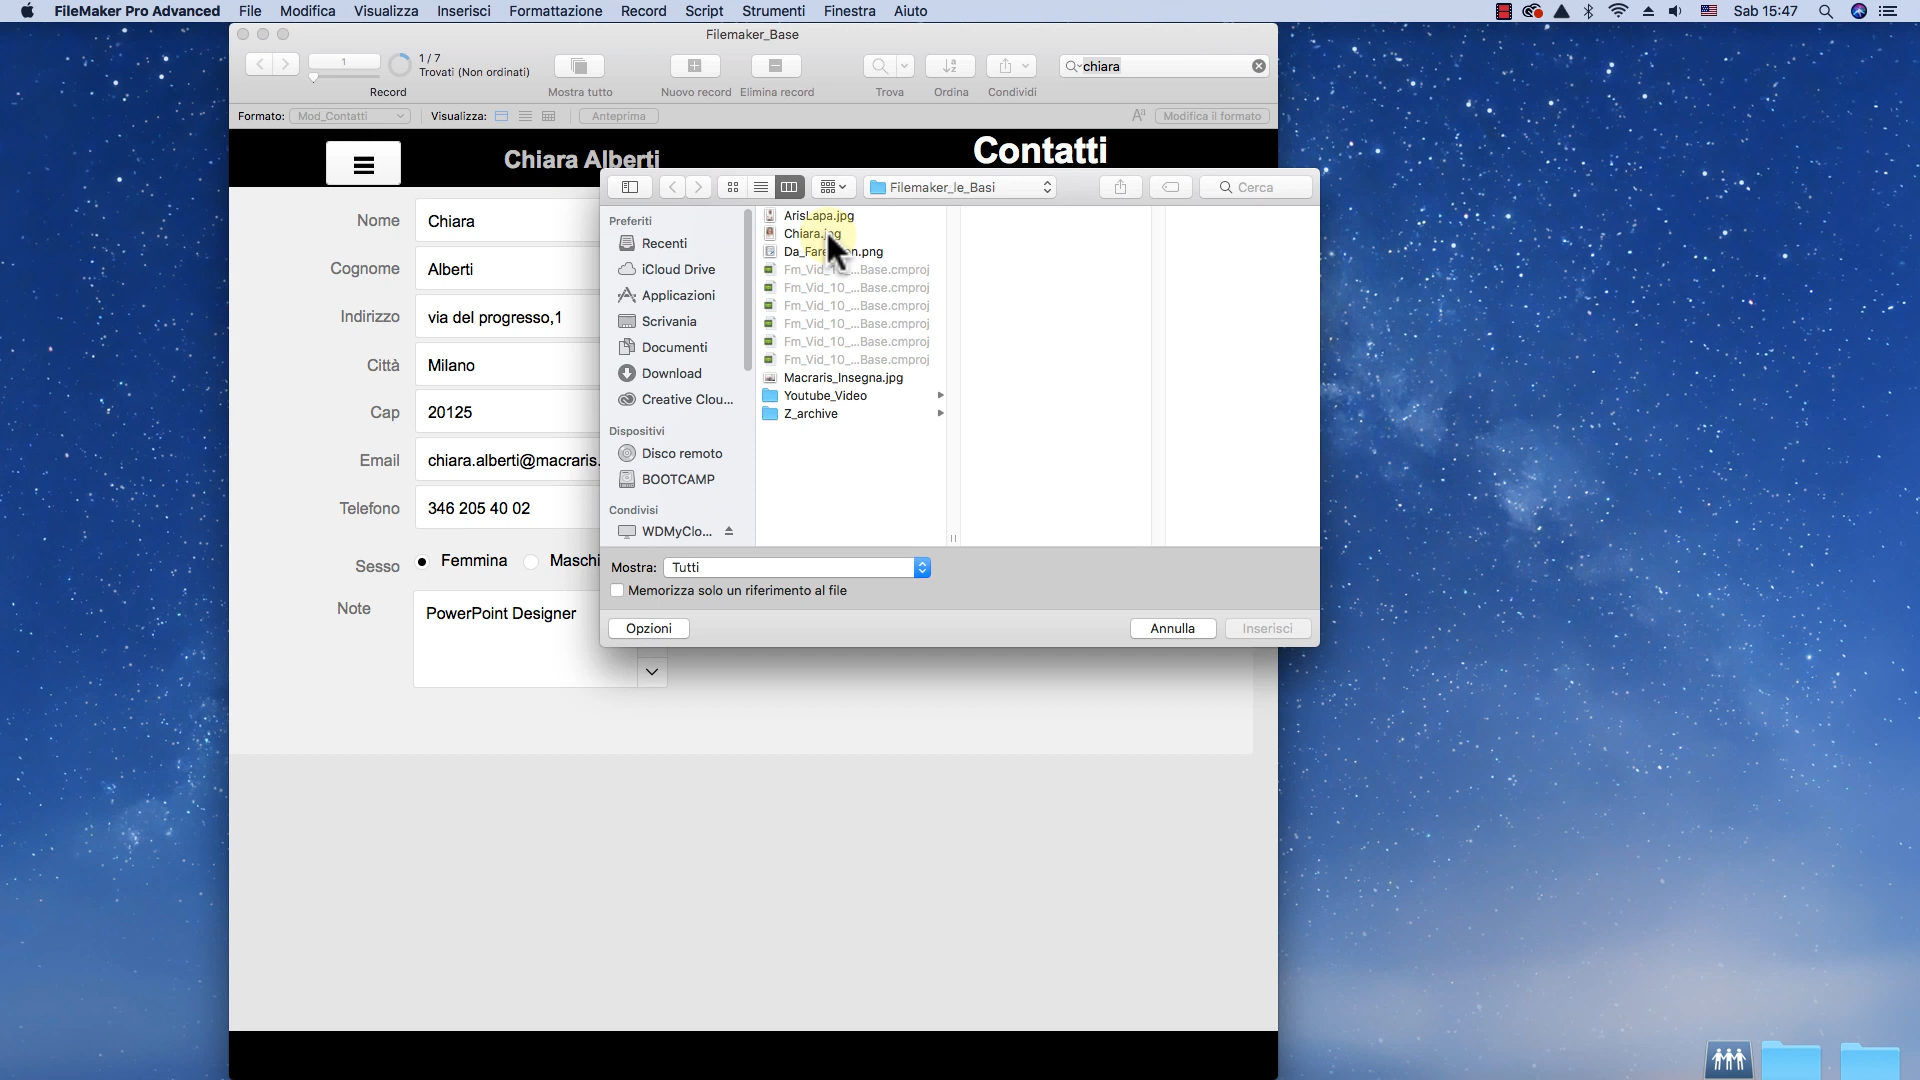 FileMaker Pro Advanced File Modifica Visualizza Inserisci Formattazione Record Script Strumenti Finestra Aiuto Sab 15:47
Filemaker_Base
1
1 / 7
Trovati (Non ordinati)
chiara
Record Mostra tutto Nuovo record Elimina record Trova Ordina Condividi
Formato: Mod_Contatti Visualizza: Anteprima Modifica il formato
Chiara Alberti Contatti
Nome Chiara
Cognome Alberti
Indirizzo via del progresso,1
Città Milano
Cap 20125
Email chiara.alberti@macraris.
Telefono 346 205 40 02
Sesso Femmina Maschi
Note PowerPoint Designer
Filemaker_le_Basi Cerca
Preferiti
Recenti
iCloud Drive
Applicazioni
Scrivania
Documenti
Download
Creative Clou...
Dispositivi
Disco remoto
BOOTCAMP
Condivisi
WDMyClo...
ArisLapa.jpg
Chiara.jpg
Fm_Vid_10_...Base.cmproj
Fm_Vid_10_...Base.cmproj
Fm_Vid_10_...Base.cmproj
Fm_Vid_10_...Base.cmproj
Fm_Vid_10_...Base.cmproj
Fm_Vid_10_...Base.cmproj
Macraris_Insegna.jpg
Youtube_Video
Z_archive
Mostra: Tutti
Memorizza solo un riferimento al file
Opzioni Annulla Inserisci